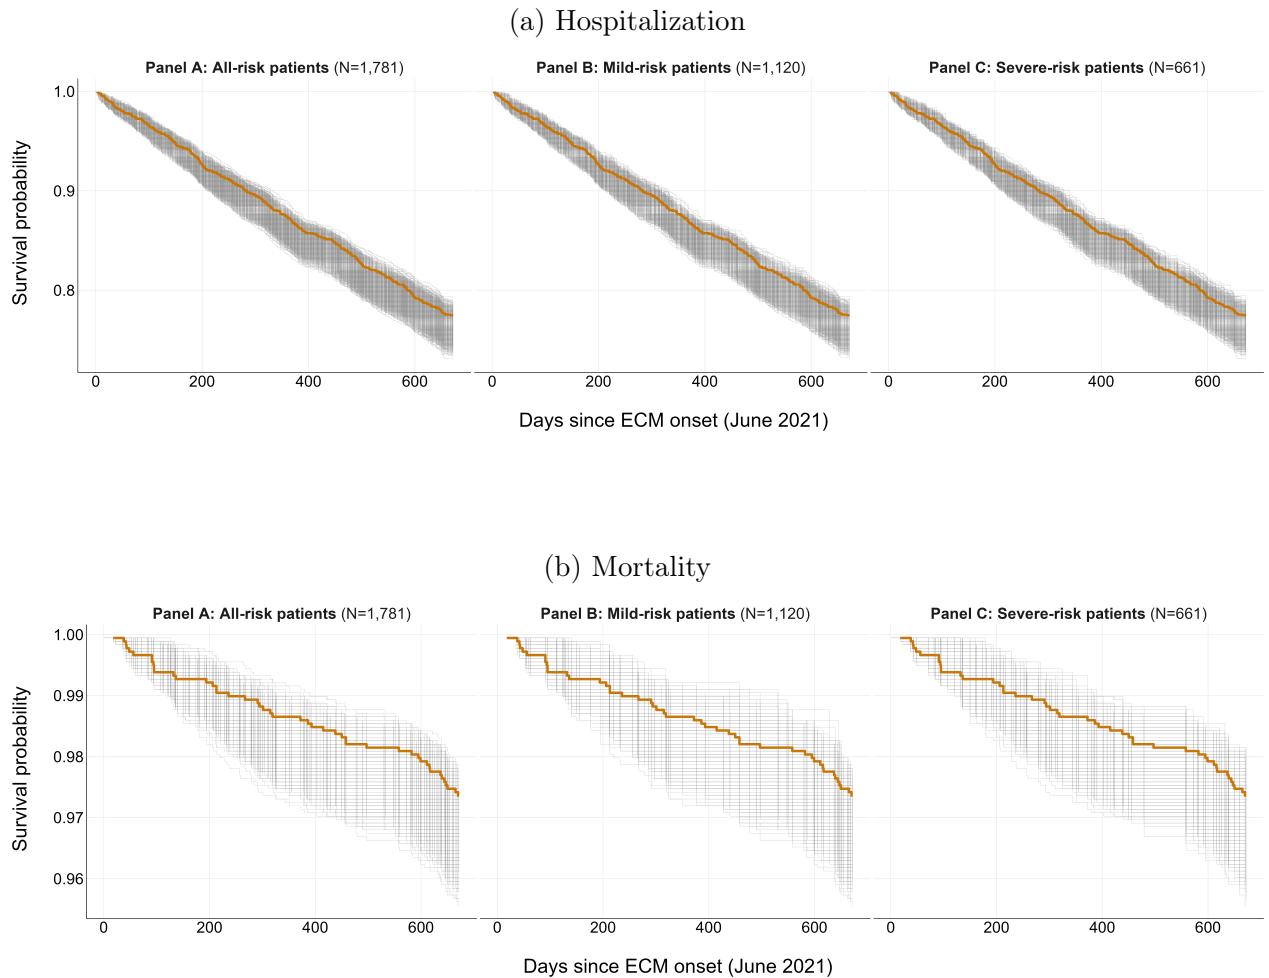 (a) Hospitalization
Panel A: All-risk patients (N=1,781)
Panel B: Mild-risk patients (N=1,120)
Panel C: Severe-risk patients (N=661)
Survival probability
1.0
0.9
0.8
0 200 400 600
0 200 400 600
0 200 400 600
Days since ECM onset (June 2021)
(b) Mortality
Panel A: All-risk patients (N=1,781)
Panel B: Mild-risk patients (N=1,120)
Panel C: Severe-risk patients (N=661)
Survival probability
1.00
0.99
0.98
0.97
0.96
0 200 400 600
0 200 400 600
0 200 400 600
Days since ECM onset (June 2021)